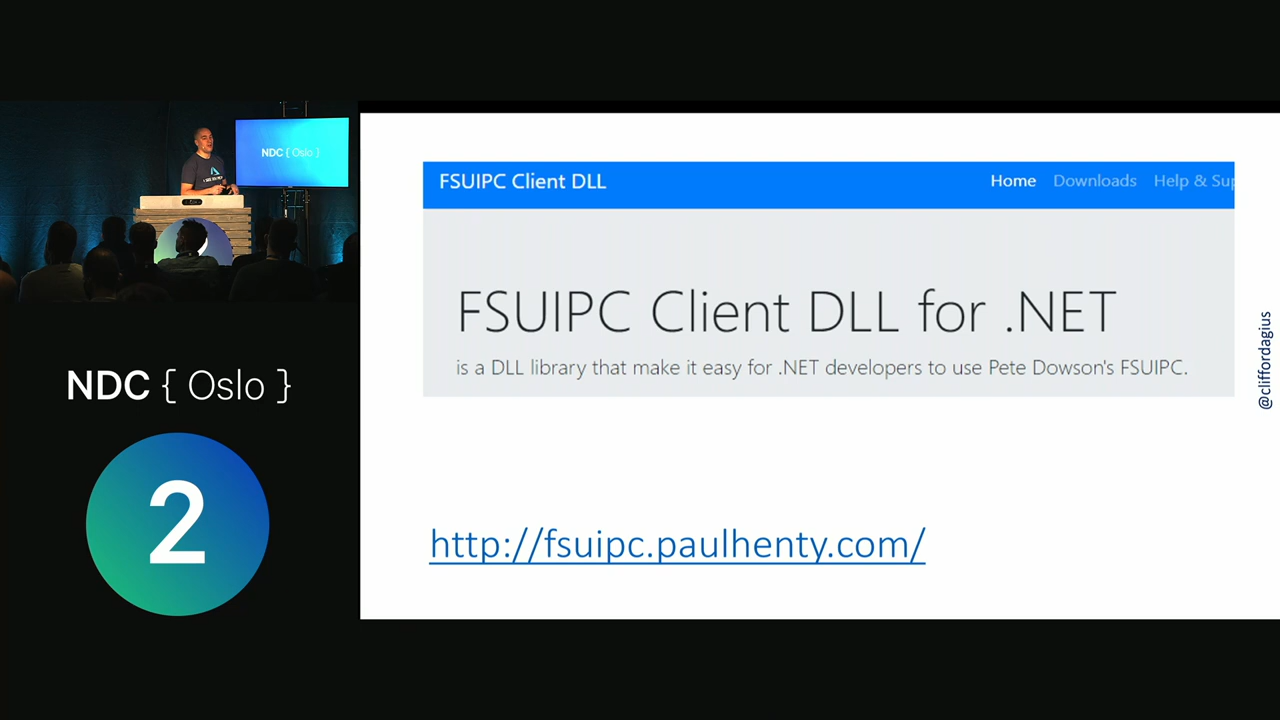 NDC { Oslo }
NDC { Oslo }
2
FSUIPC Client DLL
Home Downloads Help & Sup
FSUIPC Client DLL for .NET
is a DLL library that make it easy for .NET developers to use Pete Dowson's FSUIPC.
http://fsuipc.paulhenty.com/
@cliffordagius